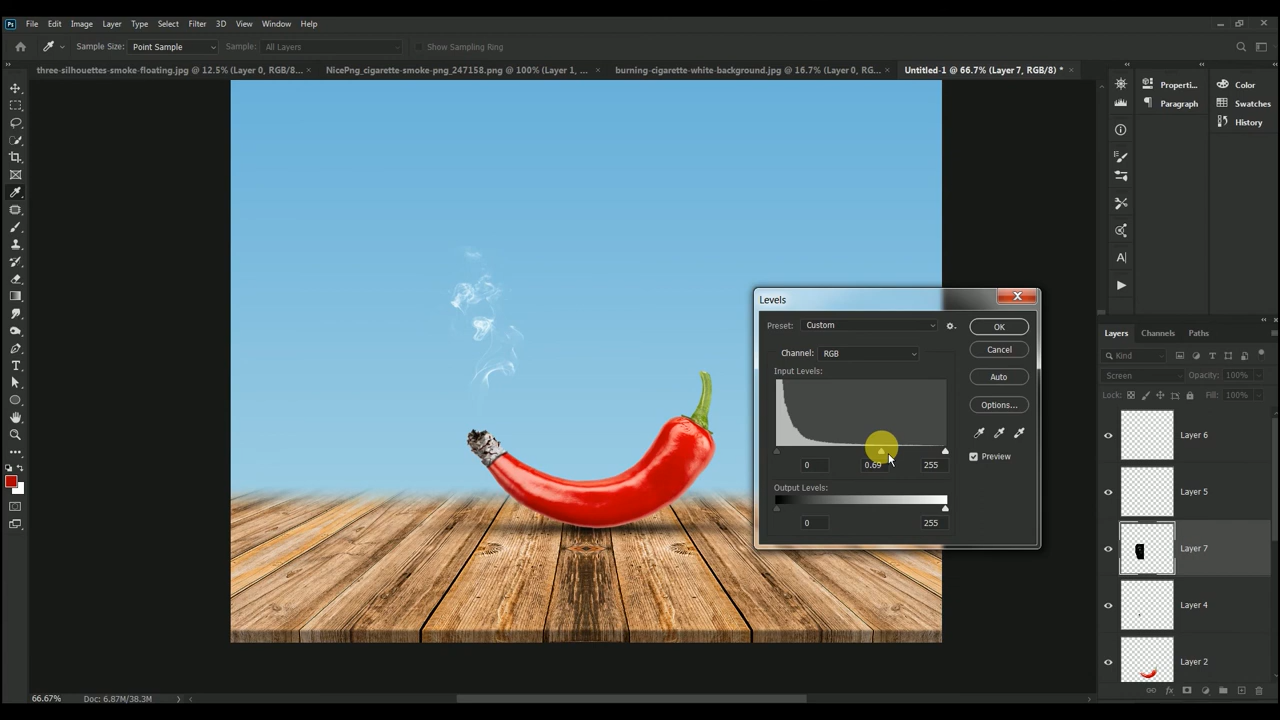 Ps File Edit Image Layer Type Select Filter 3D View Window Help
Sample Size: Point Sample Sample: All Layers Show Sampling Ring
three-silhouettes-smoke-floating.jpg @ 12.5% (Layer 0, RGB/8... × NicePng_cigarette-smoke-png_247158.png @ 100% (Layer 1, ... × burning-cigarette-white-background.jpg @ 16.7% (Layer 0, RGB/8... × Untitled-1 @ 66.7% (Layer 7, RGB/8) * ×
Properti... Color
Paragraph Swatches
History
Levels
Preset: Custom OK
Cancel
Channel: RGB
Input Levels:
Auto
Options...
Preview
0 0.69 255
Output Levels:
0 255
Layers Channels Paths
Kind
Screen Opacity: 100%
Lock: Fill: 100%
Layer 6
Layer 5
Layer 7
Layer 4
Layer 2
66.67% Doc: 6.87M/38.3M